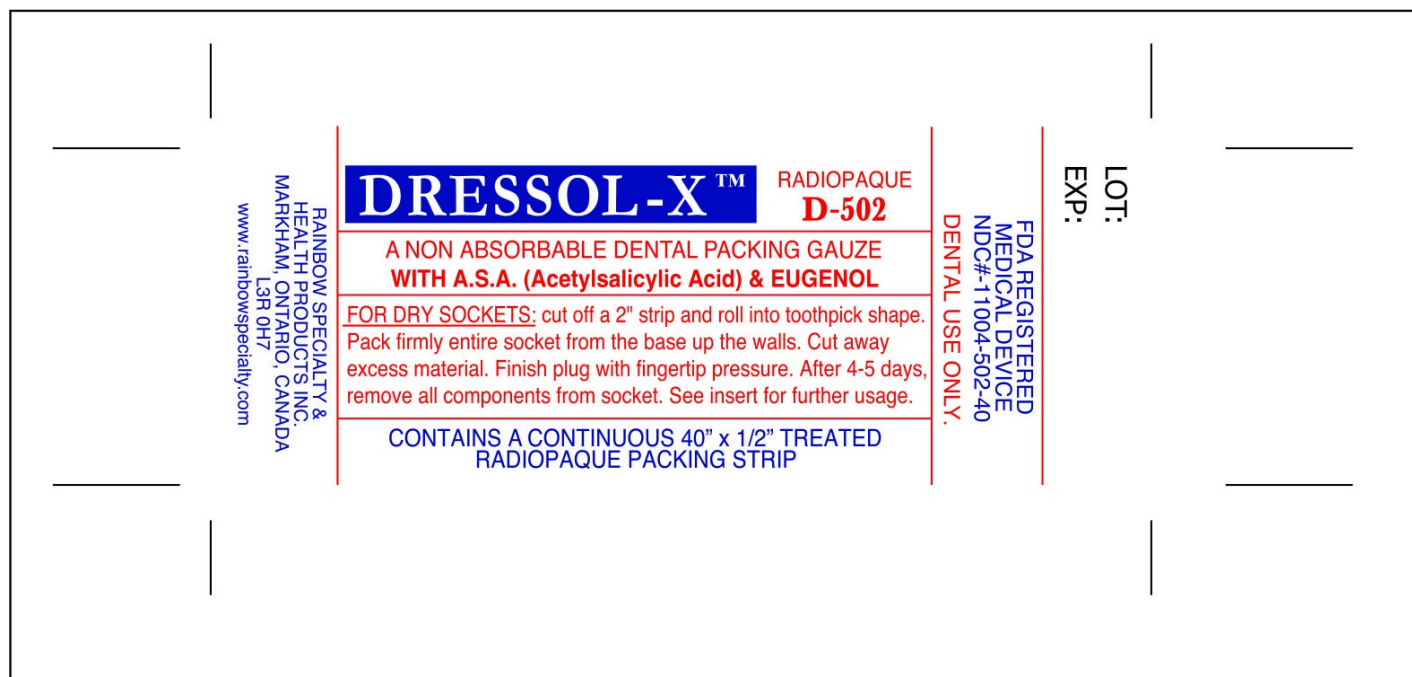 RAINBOW SPECIALTY &
HEALTH PRODUCTS INC.
MARKHAM, ONTARIO, CANADA
L3R 0H7
www.rainbowspecialty.com
DRESSOL-X™
RADIOPAQUE
D-502
A NON ABSORBABLE DENTAL PACKING GAUZE
WITH A.S.A. (Acetylsalicylic Acid) & EUGENOL
FOR DRY SOCKETS: cut off a 2" strip and roll into toothpick shape.
Pack firmly entire socket from the base up the walls. Cut away
excess material. Finish plug with fingertip pressure. After 4-5 days,
remove all components from socket. See insert for further usage.
CONTAINS A CONTINUOUS 40” x 1/2” TREATED
RADIOPAQUE PACKING STRIP
FDA REGISTERED
MEDICAL DEVICE
NDC#-11004-502-40
DENTAL USE ONLY.
LOT:
EXP: